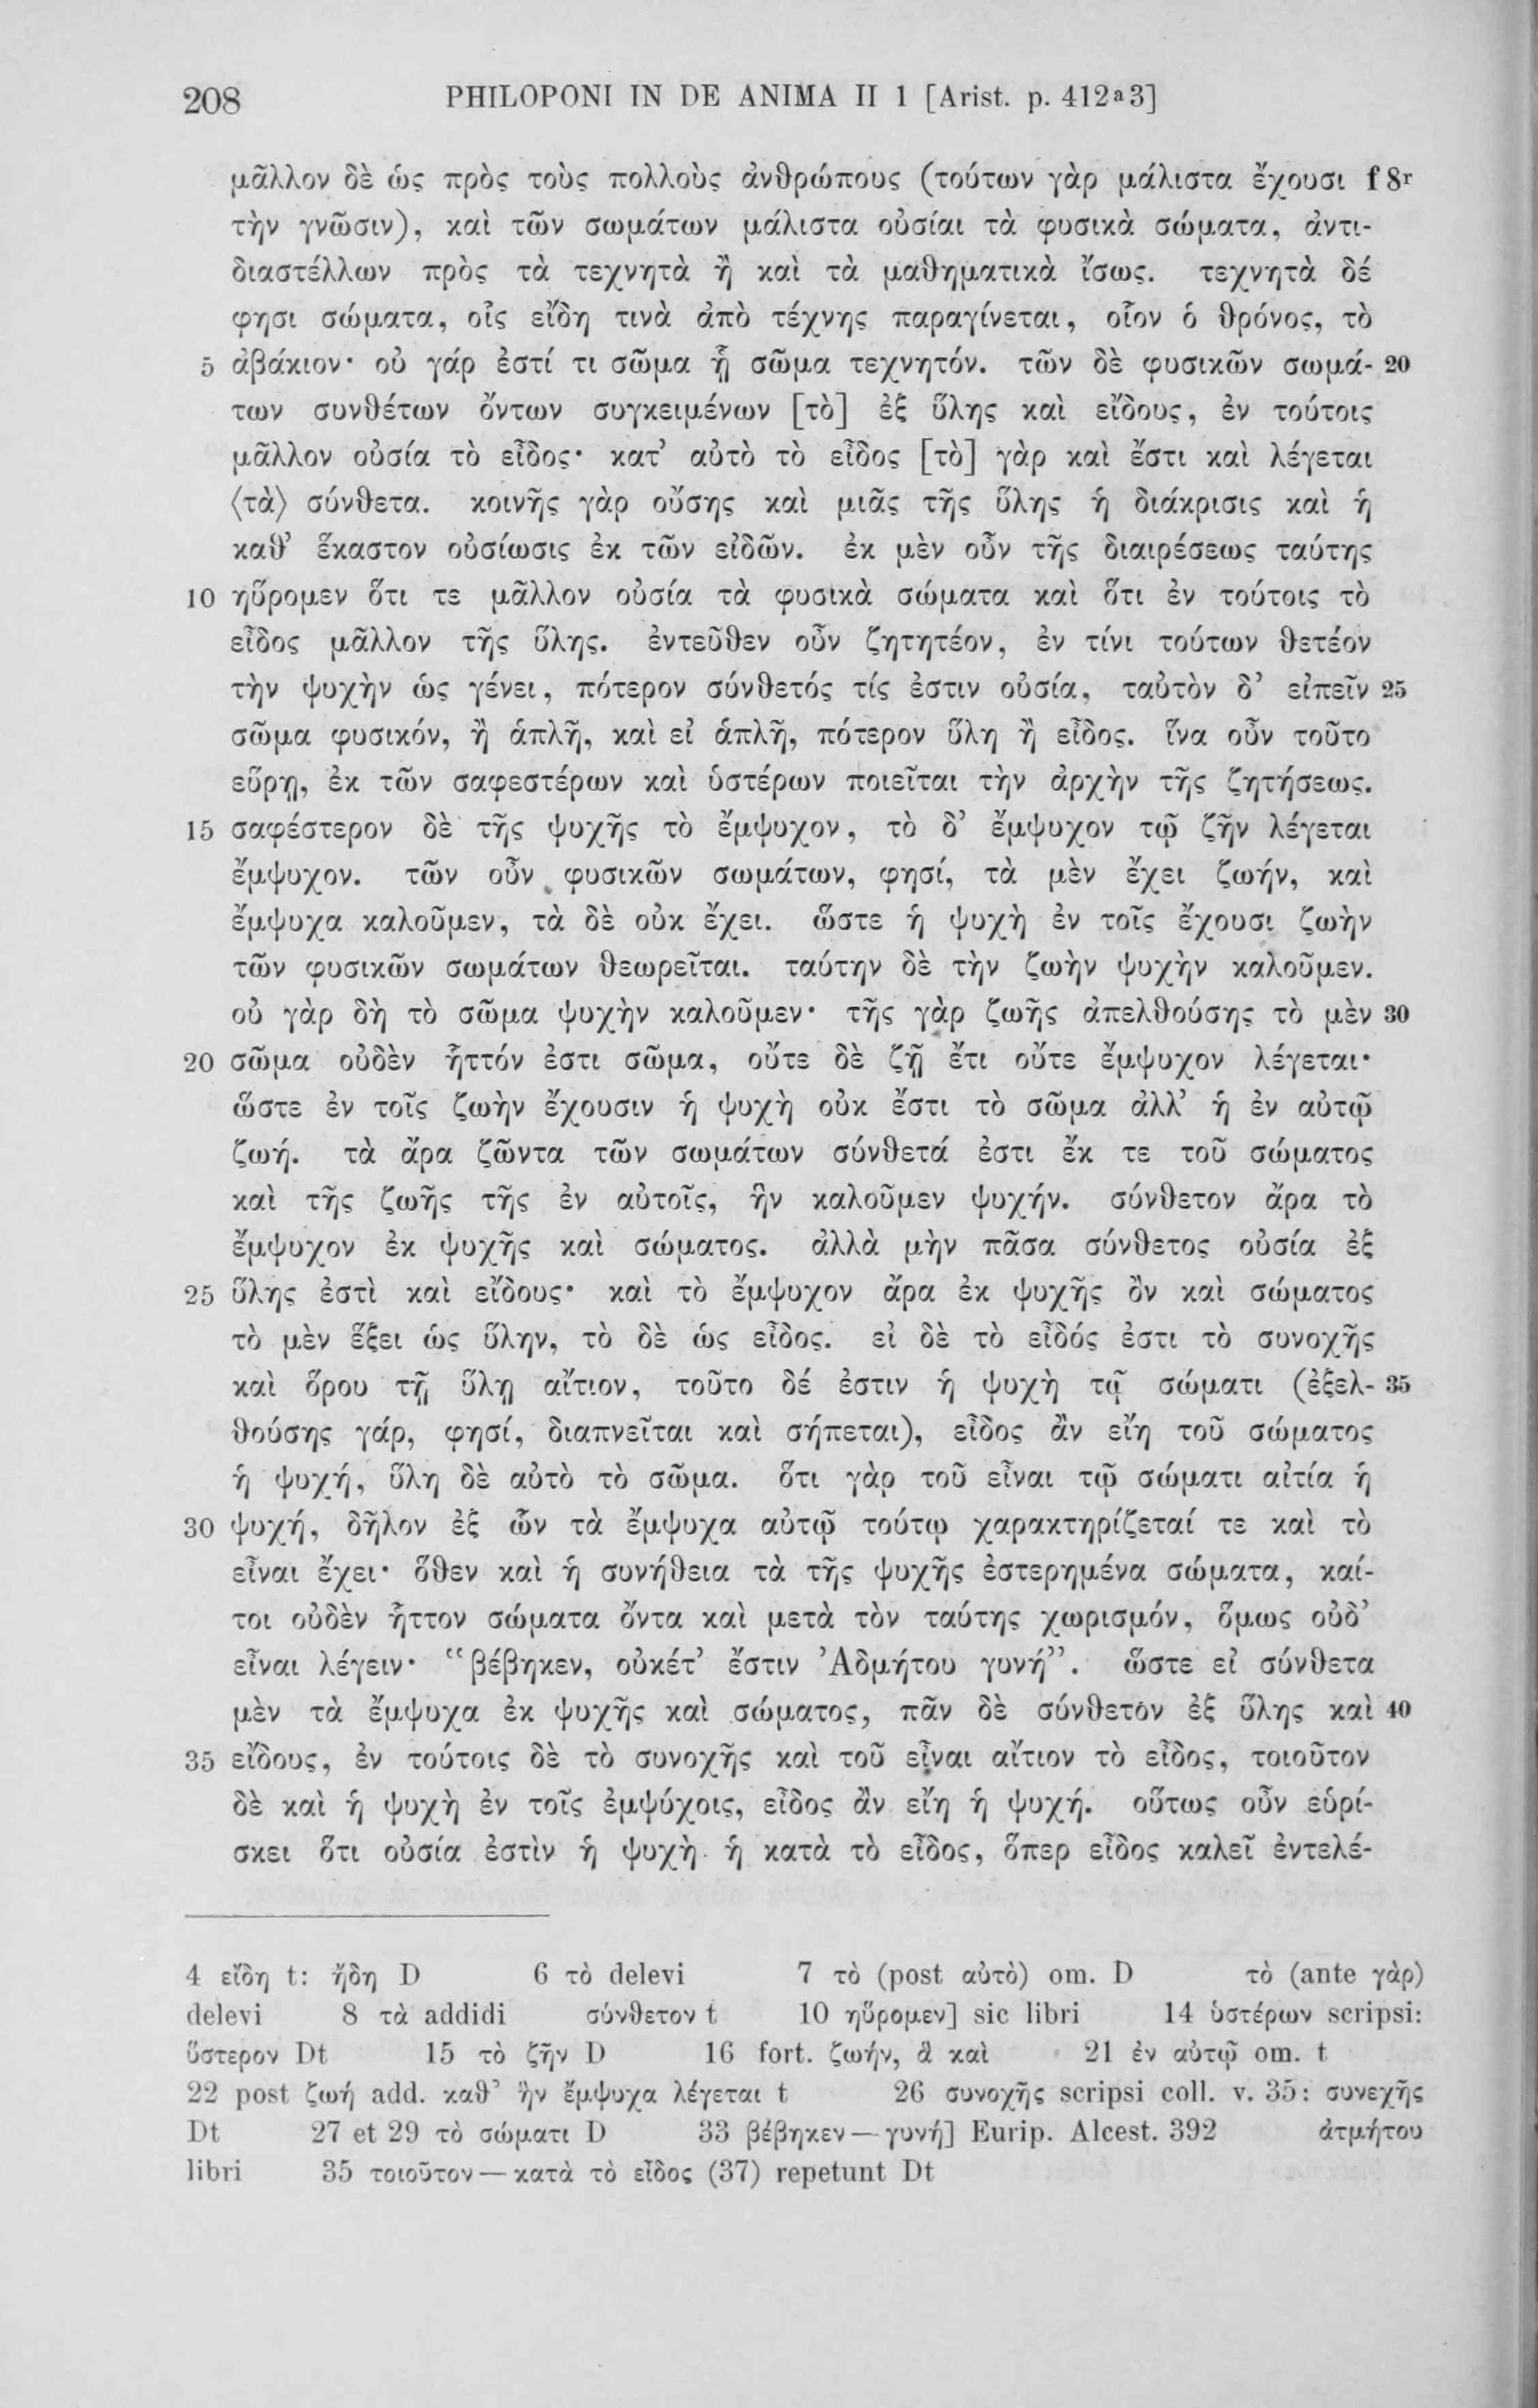 208 PHILOPONI IN DE ANIMA II 1 [Arist. p. 412ª3]
μᾶλλον δὲ ὡς πρὸς τοὺς πολλοὺς ἀνθρώπους (τούτων γὰρ μάλιστα ἔχουσι f 8r
τὴν γνῶσιν), καὶ τῶν σωμάτων μάλιστα οὐσίαι τὰ φυσικὰ σώματα, ἀντι-
διαστέλλων πρὸς τὰ τεχνητὰ ἢ καὶ τὰ μαθηματικὰ ἴσως. τεχνητὰ δέ
φησι σώματα, οἷς εἴδη τινὰ ἀπὸ τέχνης παραγίνεται, οἷον ὁ θρόνος, τὸ
5 ἀβάκιον· οὐ γάρ ἐστί τι σῶμα ᾗ σῶμα τεχνητόν. τῶν δὲ φυσικῶν σωμά- 20
των συνθέτων ὄντων συγκειμένων [τὸ] ἐξ ὕλης καὶ εἴδους, ἐν τούτοις
μᾶλλον οὐσία τὸ εἶδος· κατ’ αὐτὸ τὸ εἶδος [τὸ] γὰρ καὶ ἔστι καὶ λέγεται
⟨τὰ⟩ σύνθετα. κοινῆς γὰρ οὔσης καὶ μιᾶς τῆς ὕλης ἡ διάκρισις καὶ ἡ
καθ’ ἕκαστον οὐσίωσις ἐκ τῶν εἰδῶν. ἐκ μὲν οὖν τῆς διαιρέσεως ταύτης
10 ηὕρομεν ὅτι τε μᾶλλον οὐσία τὰ φυσικὰ σώματα καὶ ὅτι ἐν τούτοις τὸ
εἶδος μᾶλλον τῆς ὕλης. ἐντεῦθεν οὖν ζητητέον, ἐν τίνι τούτων θετέον
τὴν ψυχὴν ὡς γένει, πότερον σύνθετός τίς ἐστιν οὐσία, ταὐτὸν δ’ εἰπεῖν 25
σῶμα φυσικόν, ἢ ἁπλῆ, καὶ εἰ ἁπλῆ, πότερον ὕλη ἢ εἶδος. ἵνα οὖν τοῦτο
εὕρῃ, ἐκ τῶν σαφεστέρων καὶ ὑστέρων ποιεῖται τὴν ἀρχὴν τῆς ζητήσεως.
15 σαφέστερον δὲ τῆς ψυχῆς τὸ ἔμψυχον, τὸ δ’ ἔμψυχον τῷ ζῆν λέγεται
ἔμψυχον. τῶν οὖν φυσικῶν σωμάτων, φησί, τὰ μὲν ἔχει ζωήν, καὶ
ἔμψυχα καλοῦμεν, τὰ δὲ οὐκ ἔχει. ὥστε ἡ ψυχὴ ἐν τοῖς ἔχουσι ζωὴν
τῶν φυσικῶν σωμάτων θεωρεῖται. ταύτην δὲ τὴν ζωὴν ψυχὴν καλοῦμεν.
οὐ γὰρ δὴ τὸ σῶμα ψυχὴν καλοῦμεν· τῆς γὰρ ζωῆς ἀπελθούσης τὸ μὲν 30
20 σῶμα οὐδὲν ἧττόν ἐστι σῶμα, οὔτε δὲ ζῇ ἔτι οὔτε ἔμψυχον λέγεται·
ὥστε ἐν τοῖς ζωὴν ἔχουσιν ἡ ψυχὴ οὐκ ἔστι τὸ σῶμα ἀλλ’ ἡ ἐν αὐτῷ
ζωή. τὰ ἄρα ζῶντα τῶν σωμάτων σύνθετά ἐστι ἔκ τε τοῦ σώματος
καὶ τῆς ζωῆς τῆς ἐν αὐτοῖς, ἣν καλοῦμεν ψυχήν. σύνθετον ἄρα τὸ
ἔμψυχον ἐκ ψυχῆς καὶ σώματος. ἀλλὰ μὴν πᾶσα σύνθετος οὐσία ἐξ
25 ὕλης ἐστὶ καὶ εἴδους· καὶ τὸ ἔμψυχον ἄρα ἐκ ψυχῆς ὂν καὶ σώματος
τὸ μὲν ἕξει ὡς ὕλην, τὸ δὲ ὡς εἶδος. εἰ δὲ τὸ εἶδός ἐστι τὸ συνοχῆς
καὶ ὅρου τῇ ὕλῃ αἴτιον, τοῦτο δέ ἐστιν ἡ ψυχὴ τῷ σώματι (ἐξελ- 35
θούσης γάρ, φησί, διαπνεῖται καὶ σήπεται), εἶδος ἂν εἴη τοῦ σώματος
ἡ ψυχή, ὕλη δὲ αὐτὸ τὸ σῶμα. ὅτι γὰρ τοῦ εἶναι τῷ σώματι αἰτία ἡ
30 ψυχή, δῆλον ἐξ ὧν τὰ ἔμψυχα αὐτῷ τούτῳ χαρακτηρίζεταί τε καὶ τὸ
εἶναι ἔχει· ὅθεν καὶ ἡ συνήθεια τὰ τῆς ψυχῆς ἐστερημένα σώματα, καί-
τοι οὐδὲν ἧττον σώματα ὄντα καὶ μετὰ τὸν ταύτης χωρισμόν, ὅμως οὐδ’
εἶναι λέγειν· “βέβηκεν, οὐκέτ’ ἔστιν Ἀδμήτου γυνή”. ὥστε εἰ σύνθετα
μὲν τὰ ἔμψυχα ἐκ ψυχῆς καὶ σώματος, πᾶν δὲ σύνθετον ἐξ ὕλης καὶ 40
35 εἴδους, ἐν τούτοις δὲ τὸ συνοχῆς καὶ τοῦ εἶναι αἴτιον τὸ εἶδος, τοιοῦτον
δὲ καὶ ἡ ψυχὴ ἐν τοῖς ἐμψύχοις, εἶδος ἂν εἴη ἡ ψυχή. οὕτως οὖν εὑρί-
σκει ὅτι οὐσία ἐστὶν ἡ ψυχὴ ἡ κατὰ τὸ εἶδος, ὅπερ εἶδος καλεῖ ἐντελέ-
4 εἴδη t: ἤδη D 6 τὸ delevi 7 τὸ (post αὐτὸ) om. D τὸ (ante γὰρ)
delevi 8 τὰ addidi σύνθετον t 10 ηὕρομεν] sic libri 14 ὑστέρων scripsi:
ὕστερον Dt 15 τὸ ζῆν D 16 fort. ζωήν, ἃ καὶ 21 ἐν αὐτῷ om. t
22 post ζωή add. καθ’ ἣν ἔμψυχα λέγεται t 26 συνοχῆς scripsi coll. v. 35: συνεχῆς
Dt 27 et 29 τὸ σώματι D 33 βέβηκεν — γυνή] Eurip. Alcest. 392 ἀτμήτου
libri 35 τοιοῦτον — κατὰ τὸ εἶδος (37) repetunt Dt